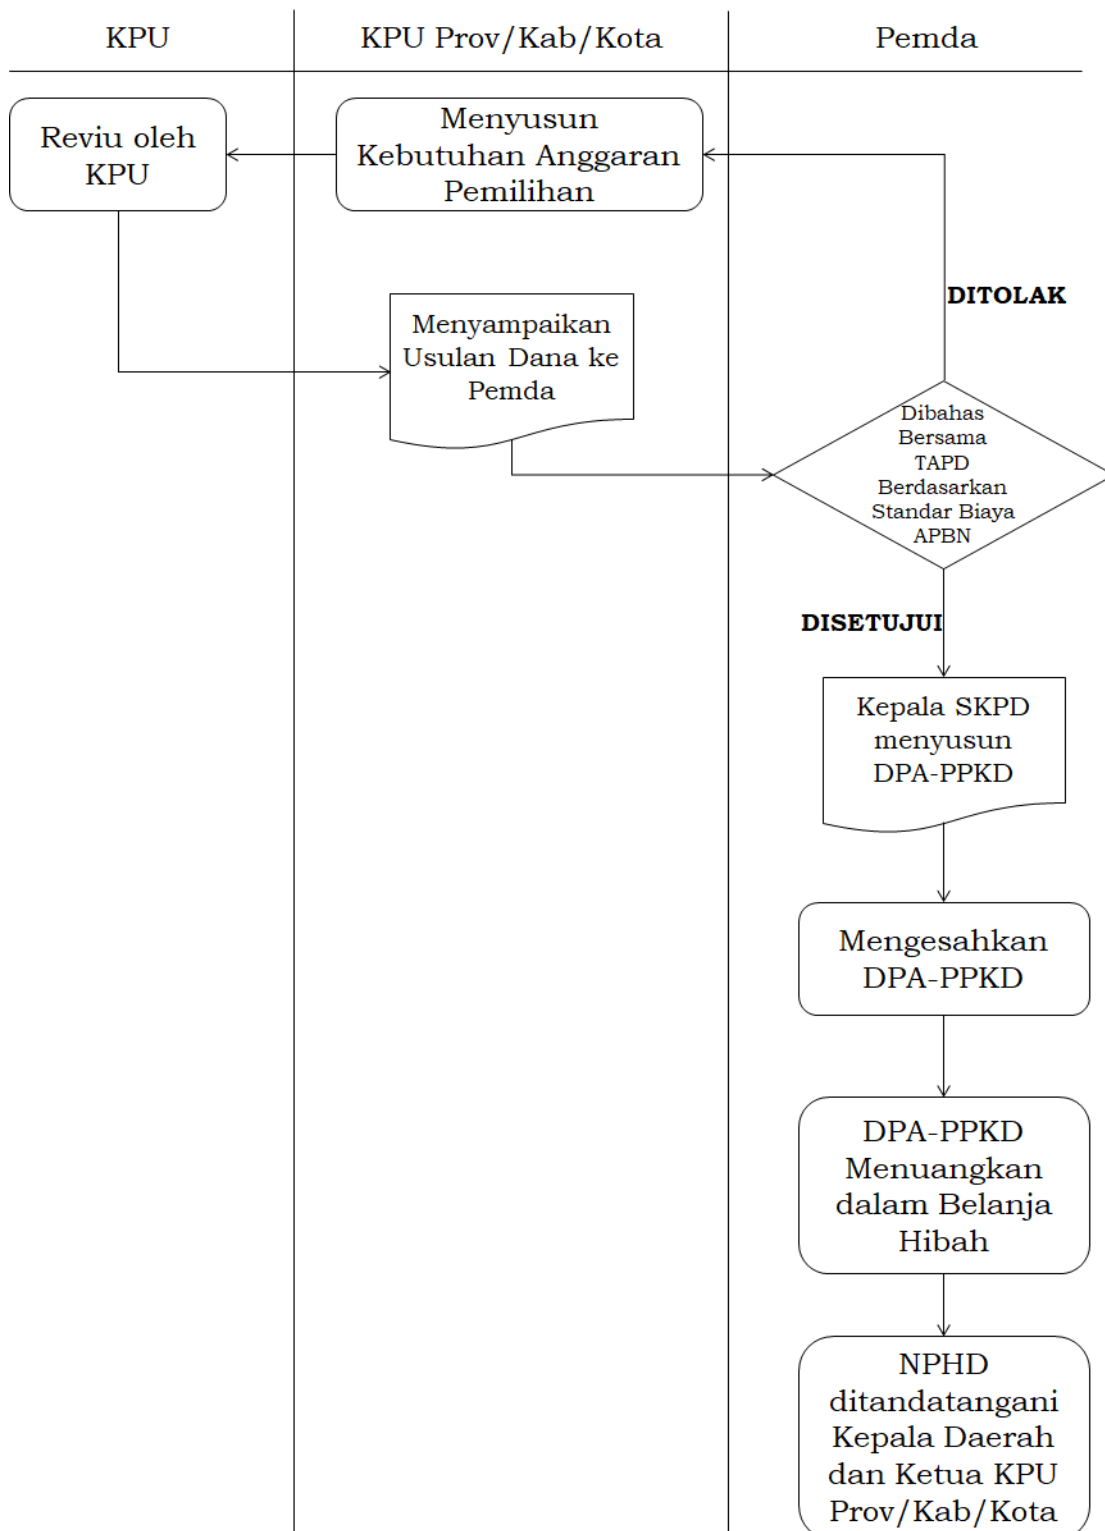 KPU
KPU Prov/Kab/Kota
Pemda
Reviu oleh
KPU
Menyusun
Kebutuhan Anggaran
Pemilihan
DITOLAK
Menyampaikan
Usulan Dana ke
Pemda
Dibahas
Bersama
TAPD
Berdasarkan
Standar Biaya
APBN
DISETUJUI
Kepala SKPD
menyusun
DPA-PPKD
Mengesahkan
DPA-PPKD
DPA-PPKD
Menuangkan
dalam Belanja
Hibah
NPHD
ditandatangani
Kepala Daerah
dan Ketua KPU
Prov/Kab/Kota